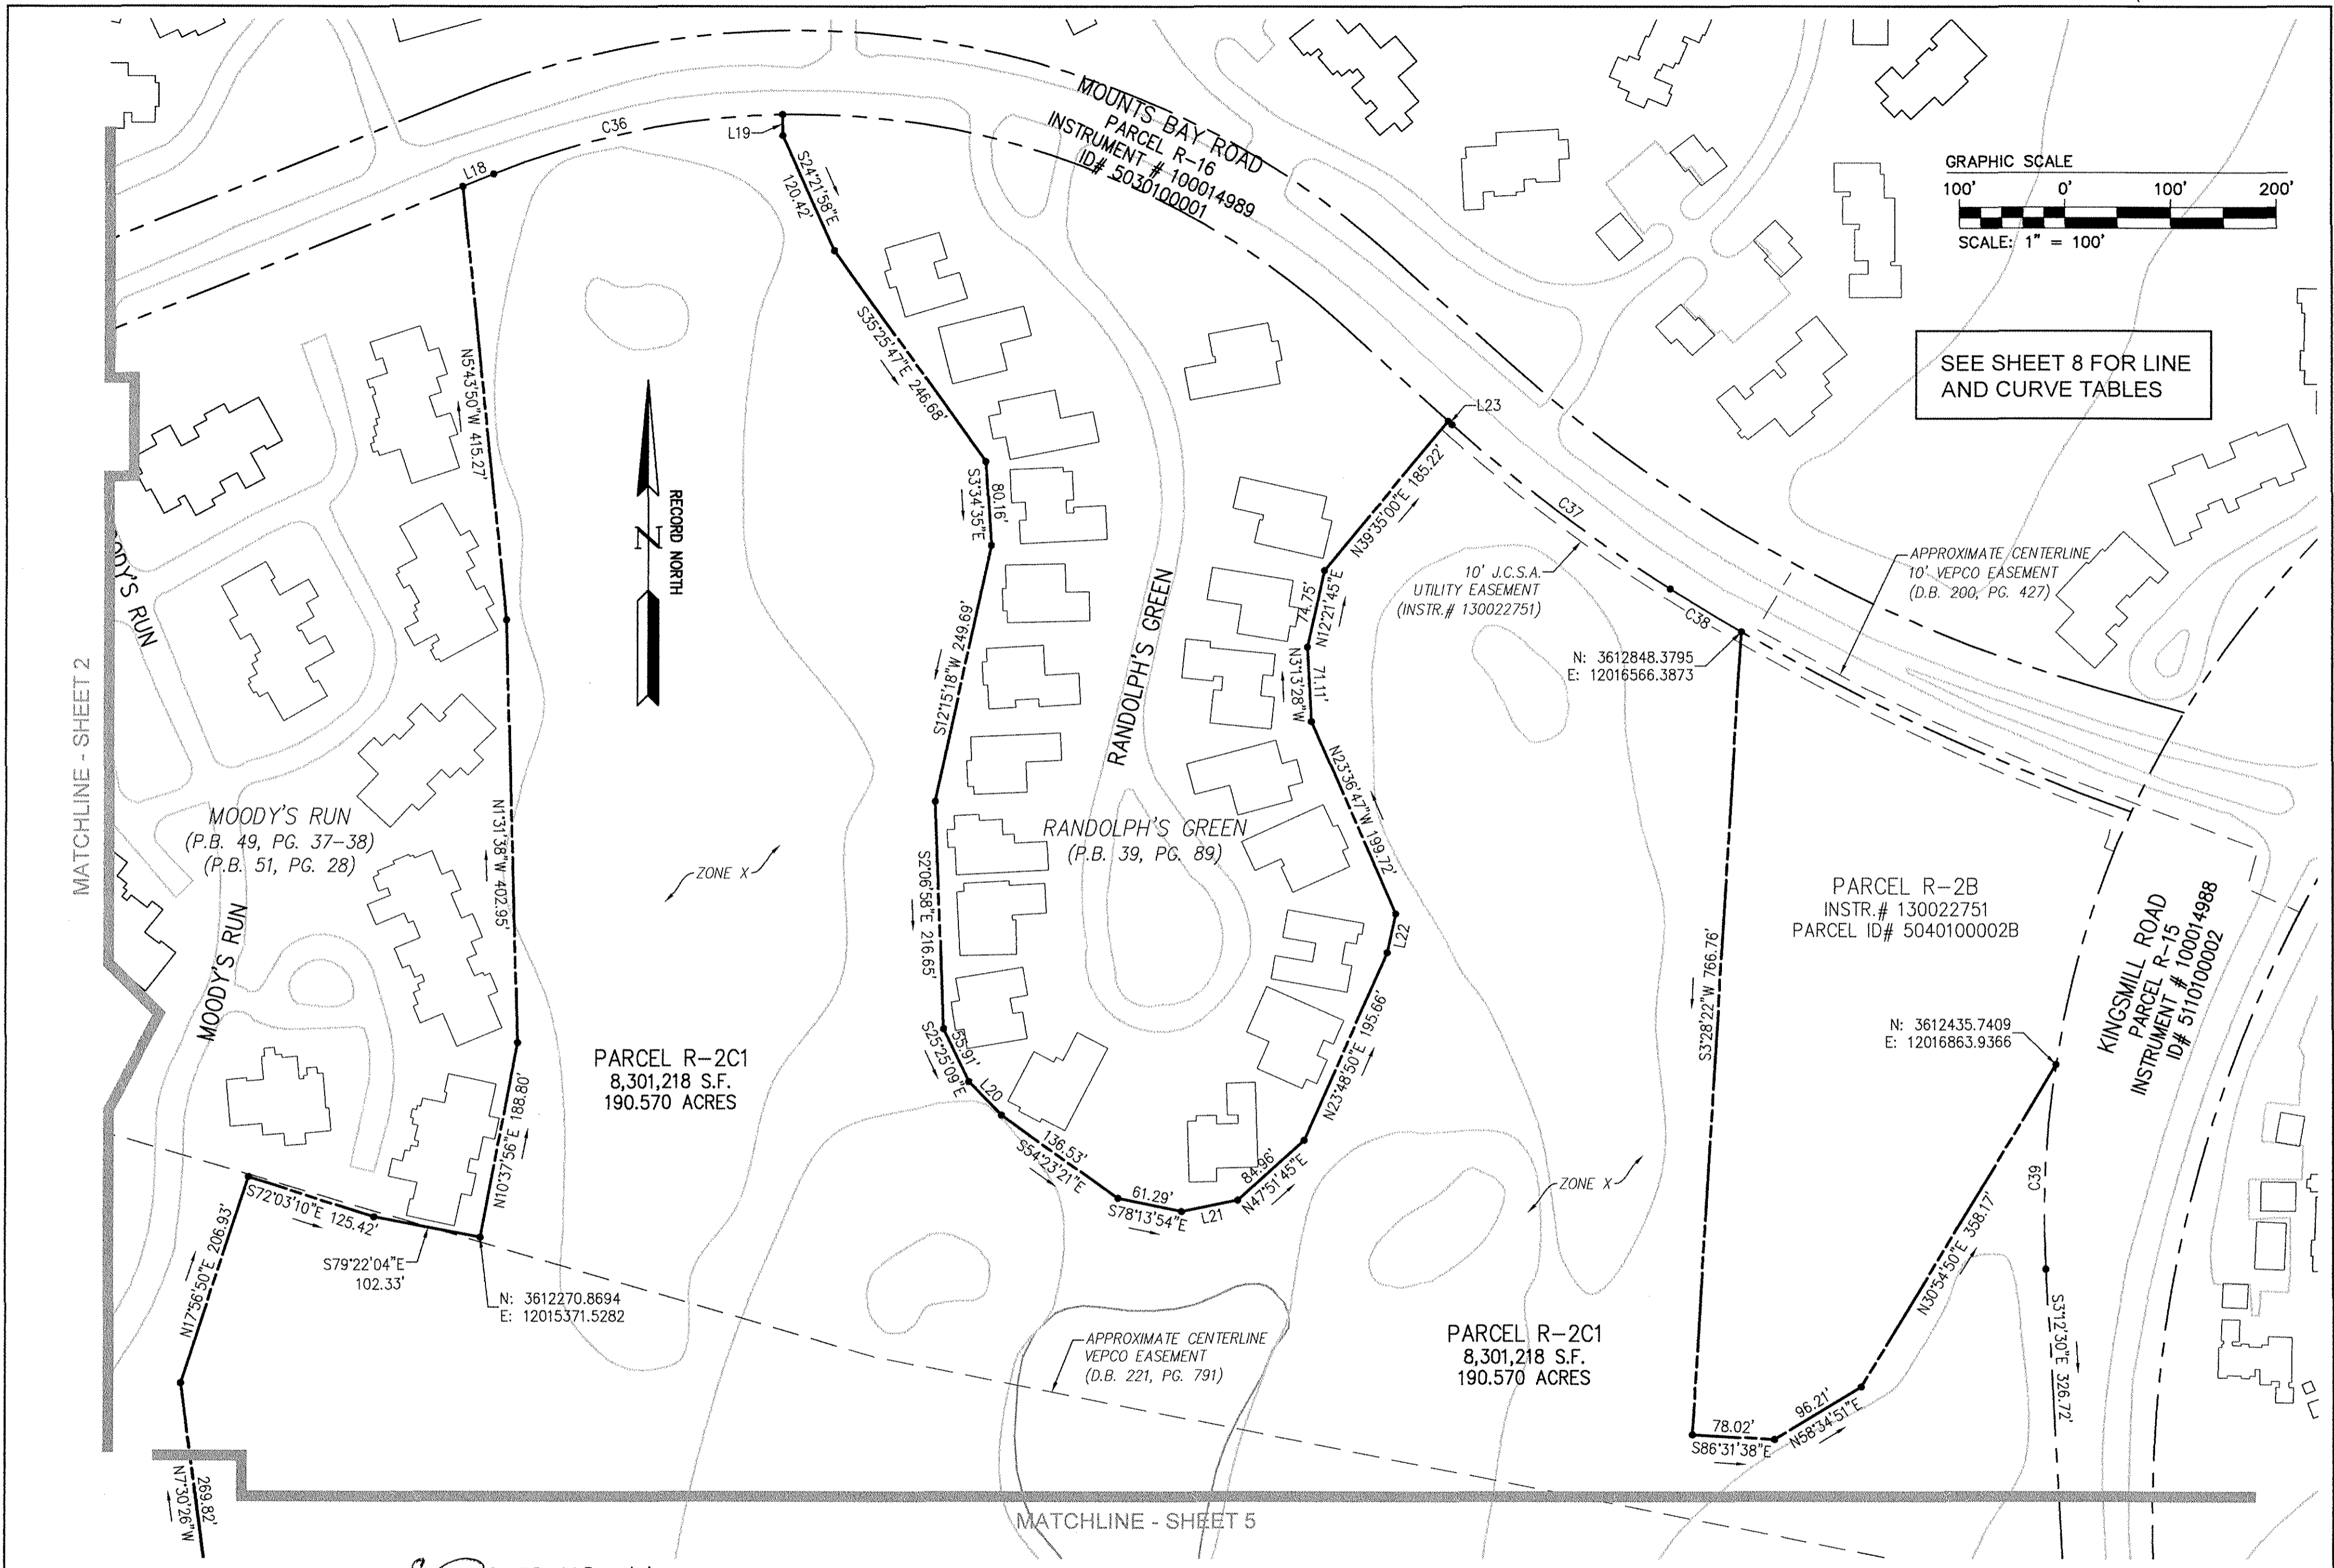 MOUNTS BAY ROAD
PARCEL R-16
INSTRUMENT # 100014989
ID# 5030100001
GRAPHIC SCALE
100' 0' 100' 200'
SCALE: 1" = 100'
SEE SHEET 8 FOR LINE
AND CURVE TABLES
L18
C36
L19
S24°21'58"E
120.42'
S35°25'47"E 246.68'
80.16'
S3°34'35"E
S12°15'18"W 249.69'
S2°06'58"E 216.65'
55.91'
S25°25'09"E
L20
136.53'
S54°23'21"E
61.29'
S78°13'54"E
L21
84.96'
N47°51'45"E
N23°48'50"E 195.66'
L22
N23°36'47"W 199.72'
71.11'
N3°13'28"W
74.75'
N12°21'45"E
N39°35'00"E 185.22'
L23
C37
C38
N5°43'50"W 415.27'
N1°31'38"W 402.95'
N10°37'56"E 188.80'
RECORD NORTH
N
10' J.C.S.A.
UTILITY EASEMENT
(INSTR.# 130022751)
APPROXIMATE CENTERLINE
10' VEPCO EASEMENT
(D.B. 200, PG. 427)
N: 3612848.3795
E: 12016566.3873
MATCHLINE - SHEET 2
MOODY'S RUN
(P.B. 49, PG. 37-38)
(P.B. 51, PG. 28)
MOODY'S RUN
ZONE X
RANDOLPH'S GREEN
RANDOLPH'S GREEN
(P.B. 39, PG. 89)
PARCEL R-2B
INSTR.# 130022751
PARCEL ID# 5040100002B
KINGSMILL ROAD
PARCEL R-15
INSTRUMENT # 100014988
ID# 5110100002
S3°28'22"W 766.76'
N: 3612435.7409
E: 12016863.9366
PARCEL R-2C1
8,301,218 S.F.
190.570 ACRES
ZONE X
C39
S72°03'10"E 125.42'
S79°22'04"E
102.33'
N17°56'50"E 206.93'
N: 3612270.8694
E: 12015371.5282
APPROXIMATE CENTERLINE
VEPCO EASEMENT
(D.B. 221, PG. 791)
PARCEL R-2C1
8,301,218 S.F.
190.570 ACRES
N30°54'50"E 358.17'
S3°12'30"E 326.72'
78.02'
S86°31'38"E
96.21'
N58°34'51"E
269.82'
N7°30'26"W
MATCHLINE - SHEET 5